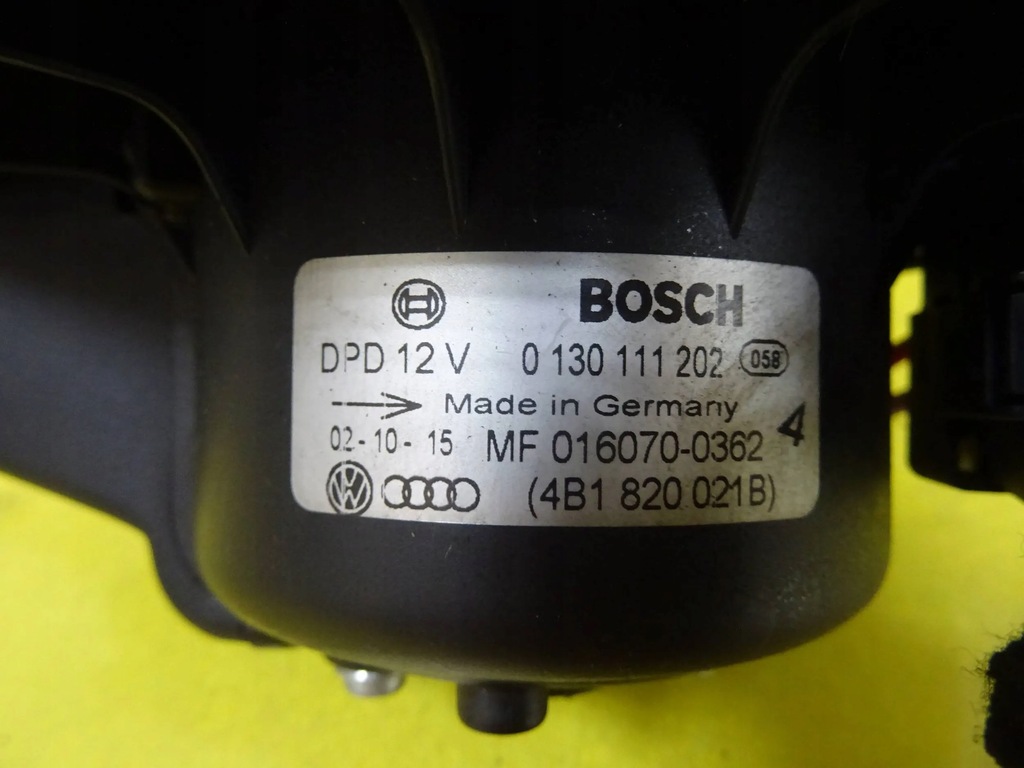 BOSCH
DPD 12 V 0 130 111 202 058
Made in Germany
02-10-15 MF 016070-0362 4
VW (4B1 820 021B)